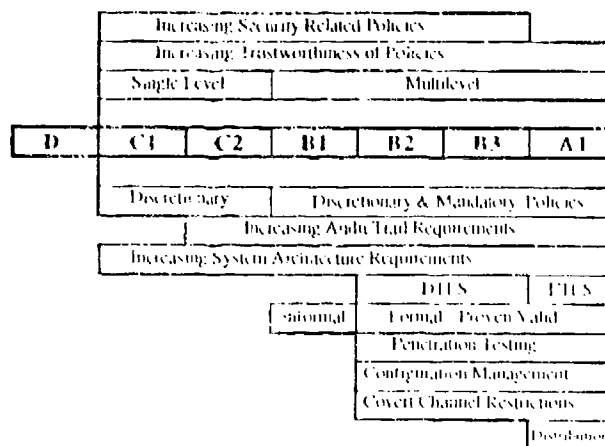 Increasing Security Related Policies
Increasing Trustworthiness of Policies
Single Level Multilevel
D C1 C2 B1 B2 B3 A1
Discretionary Discretionary & Mandatory Policies
Increasing Audit Trail Requirements
Increasing System Architecture Requirements
DTLS FTLS
Informal Formal - Proven Valid
Penetration Testing
Configuration Management
Covert Channel Restrictions
Distribution